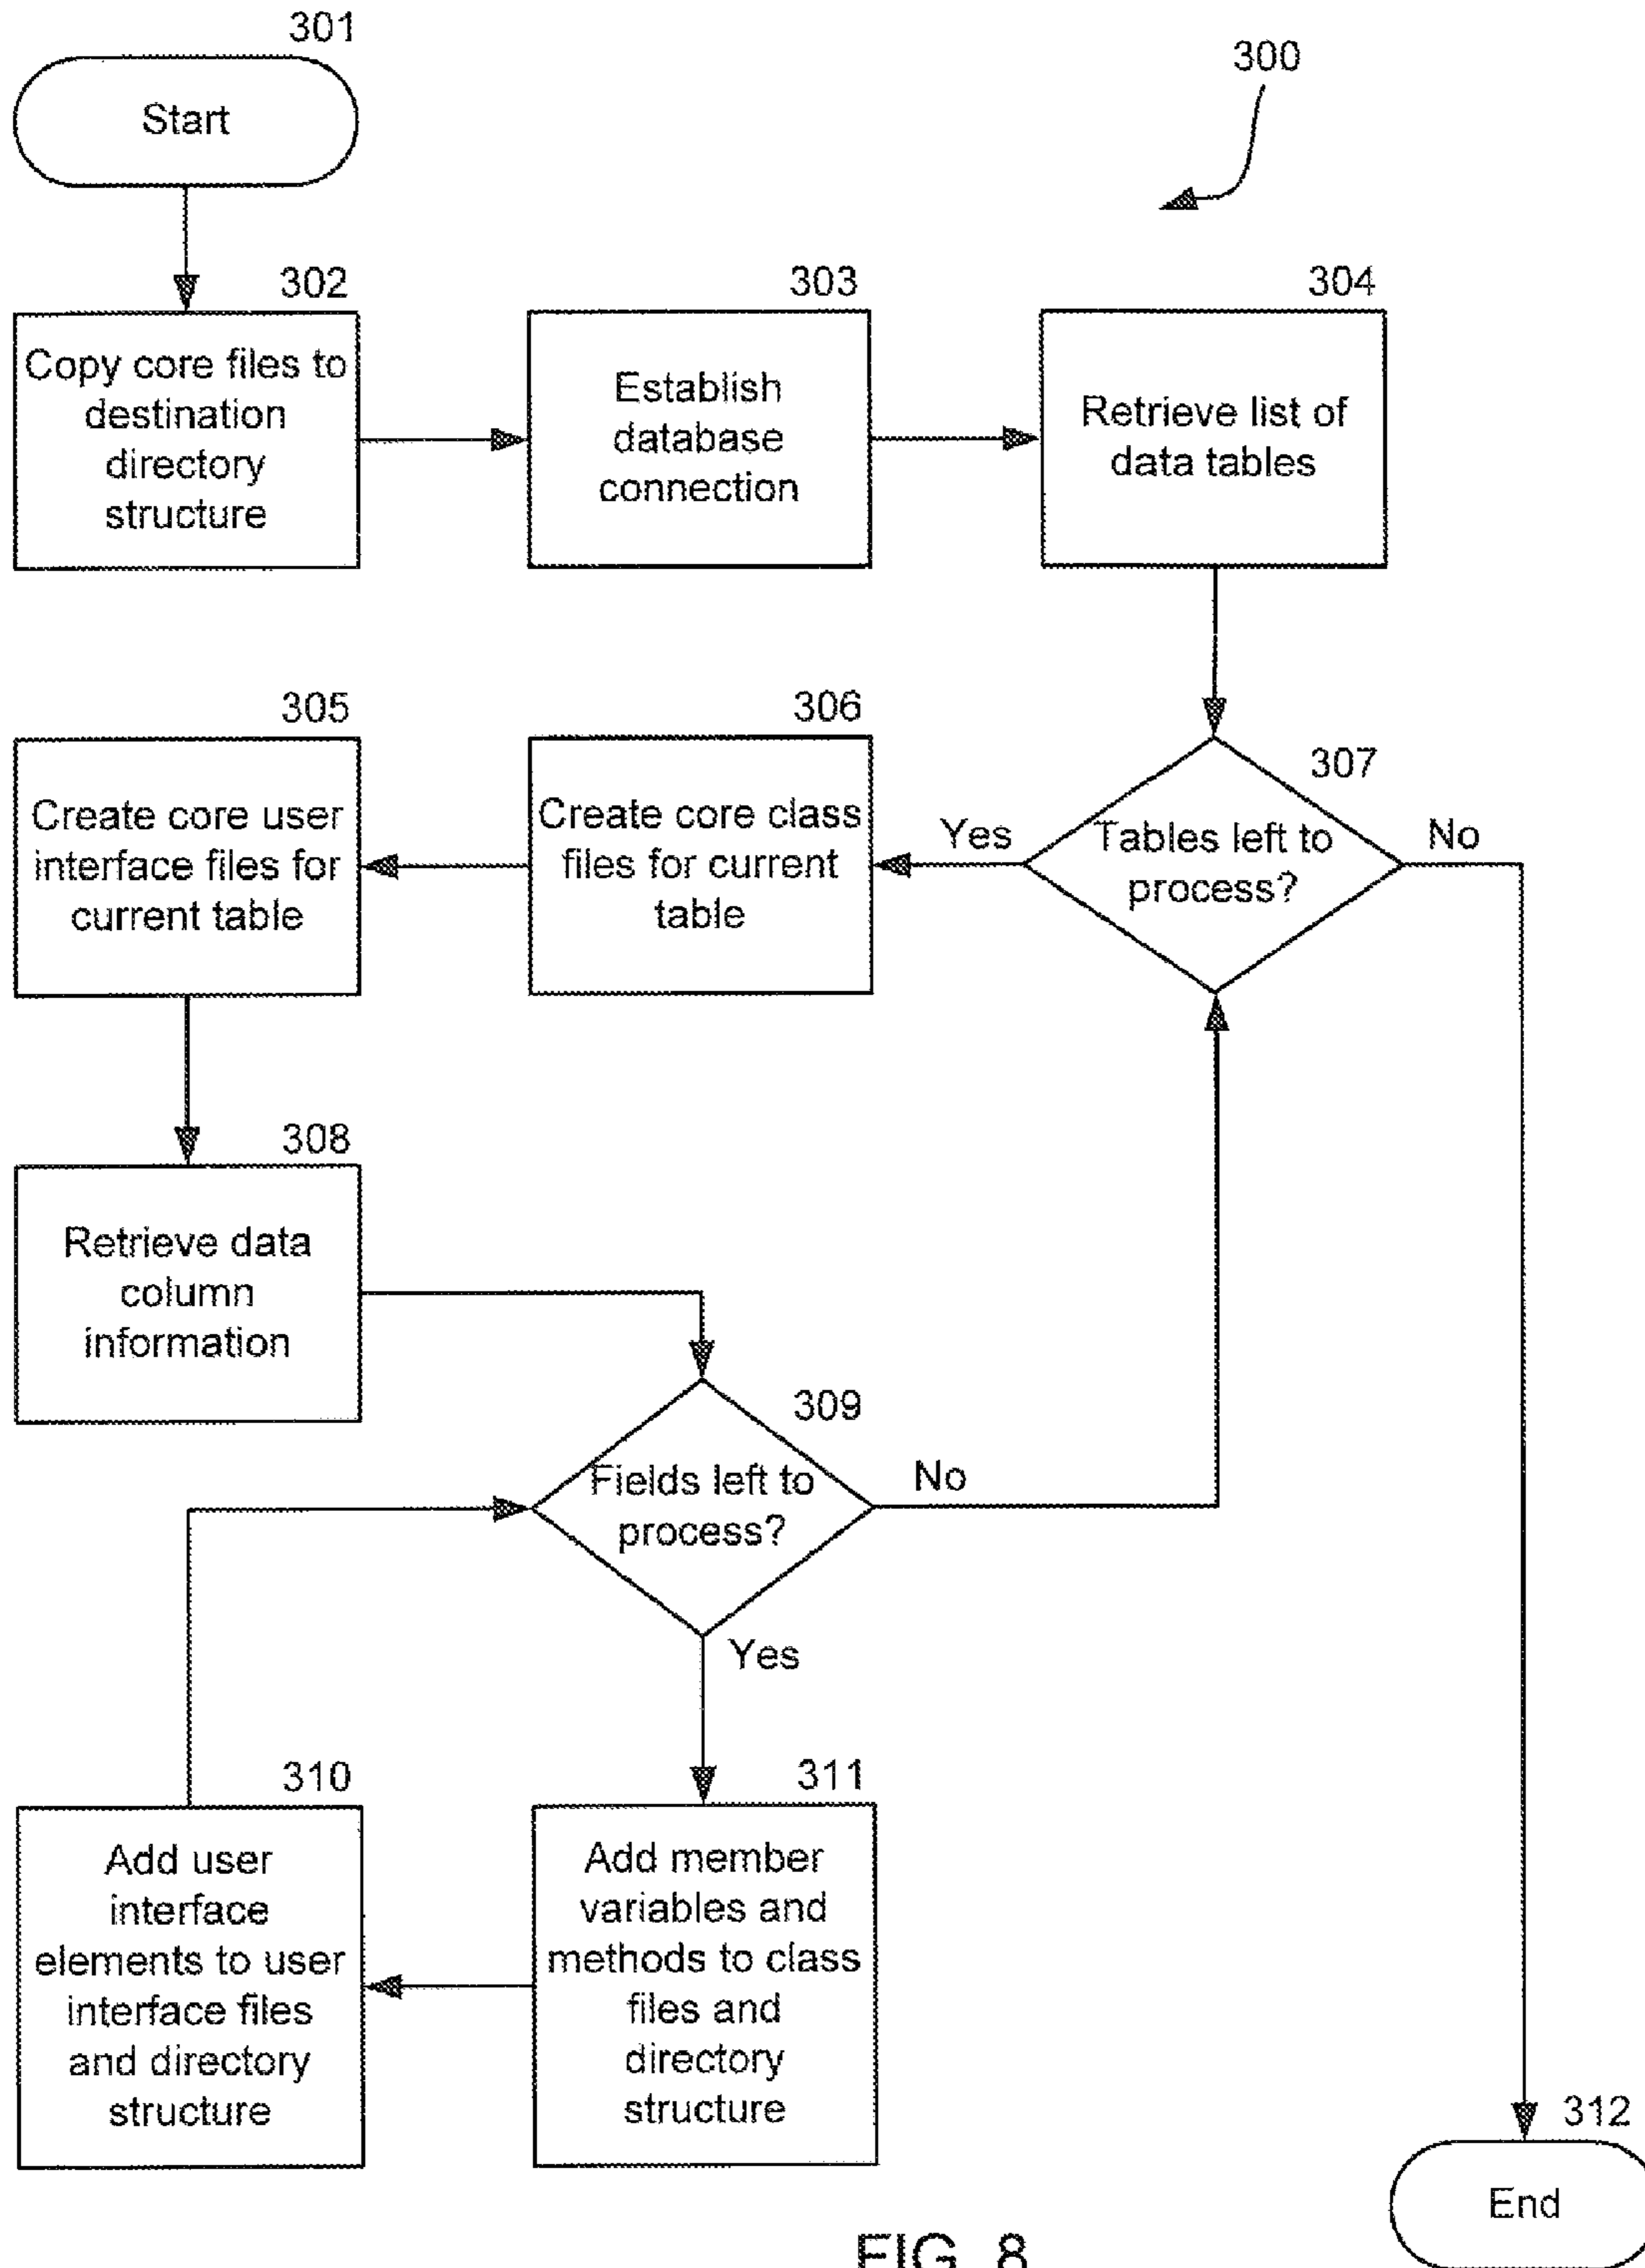 301
Start
300
302
Copy core files to
destination
directory
structure
303
Establish
database
connection
304
Retrieve list of
data tables
305
Create core user
interface files for
current table
306
Create core class
files for current
table
Yes
307
Tables left to
process?
No
308
Retrieve data
column
information
309
Fields left to
process?
No
Yes
310
Add user
interface
elements to user
interface files
and directory
structure
311
Add member
variables and
methods to class
files and
directory
structure
312
End
FIG. 8